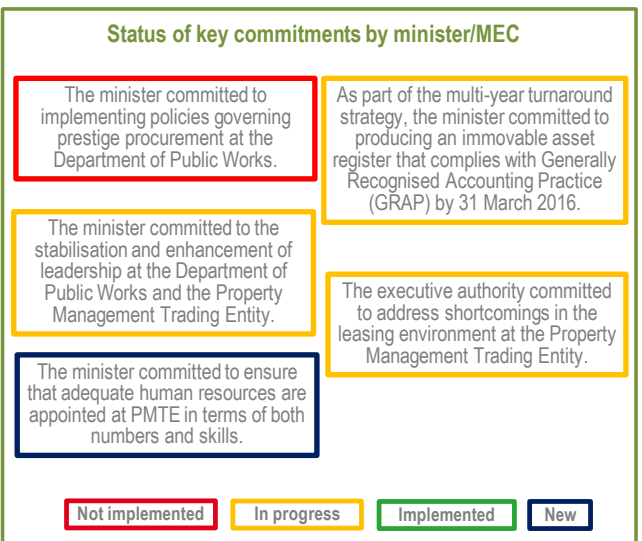 Status of key commitments by minister/MEC
The minister committed to
implementing policies governing
prestige procurement at the
Department of Public Works.
As part of the multi-year turnaround
strategy, the minister committed to
producing an immovable asset
register that complies with Generally
Recognised Accounting Practice
(GRAP) by 31 March 2016.
The minister committed to the
stabilisation and enhancement of
leadership at the Department of
Public Works and the Property
Management Trading Entity.
The executive authority committed
to address shortcomings in the
leasing environment at the Property
Management Trading Entity.
The minister committed to ensure
that adequate human resources are
appointed at PMTE in terms of both
numbers and skills.
Not implemented
In progress
Implemented
New